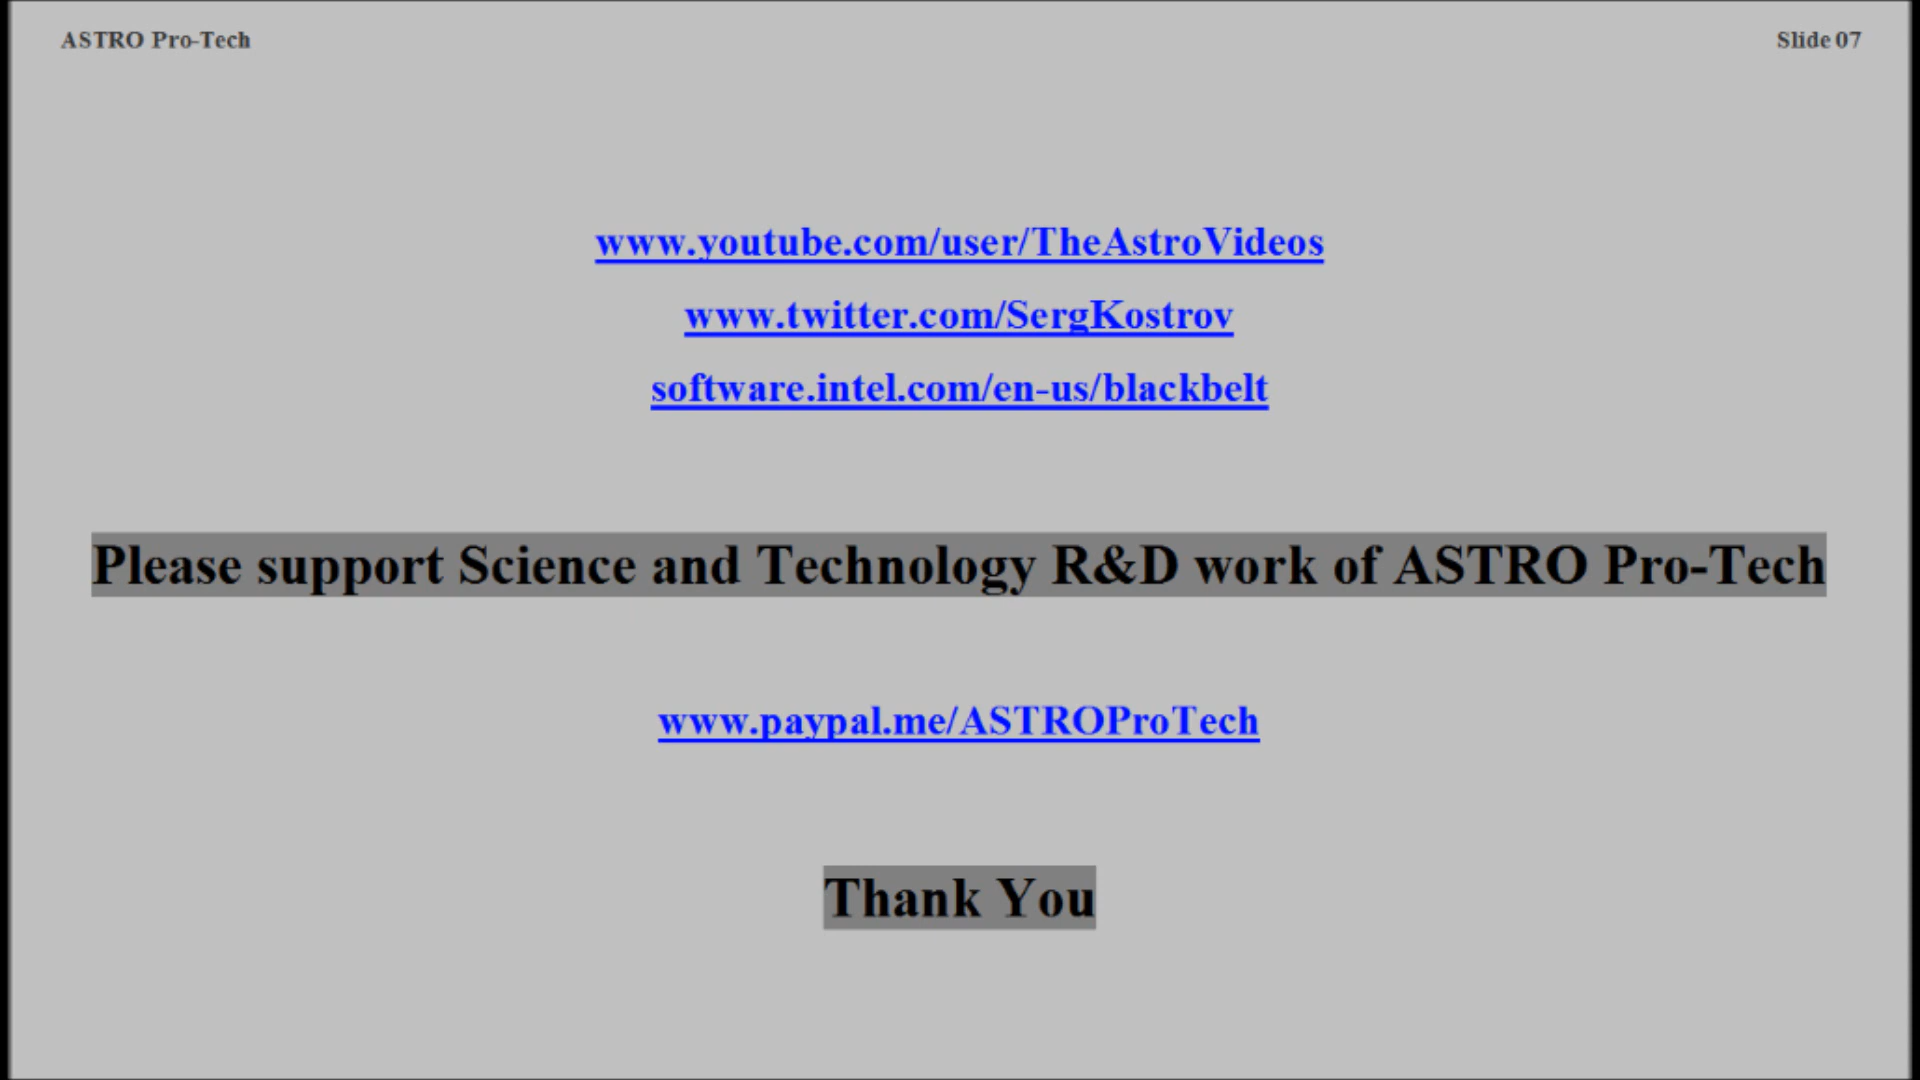 ASTRO Pro-Tech
Slide 07
www.youtube.com/user/TheAstroVideos
www.twitter.com/SergKostrov
software.intel.com/en-us/blackbelt
Please support Science and Technology R&D work of ASTRO Pro-Tech
www.paypal.me/ASTROProTech
Thank You